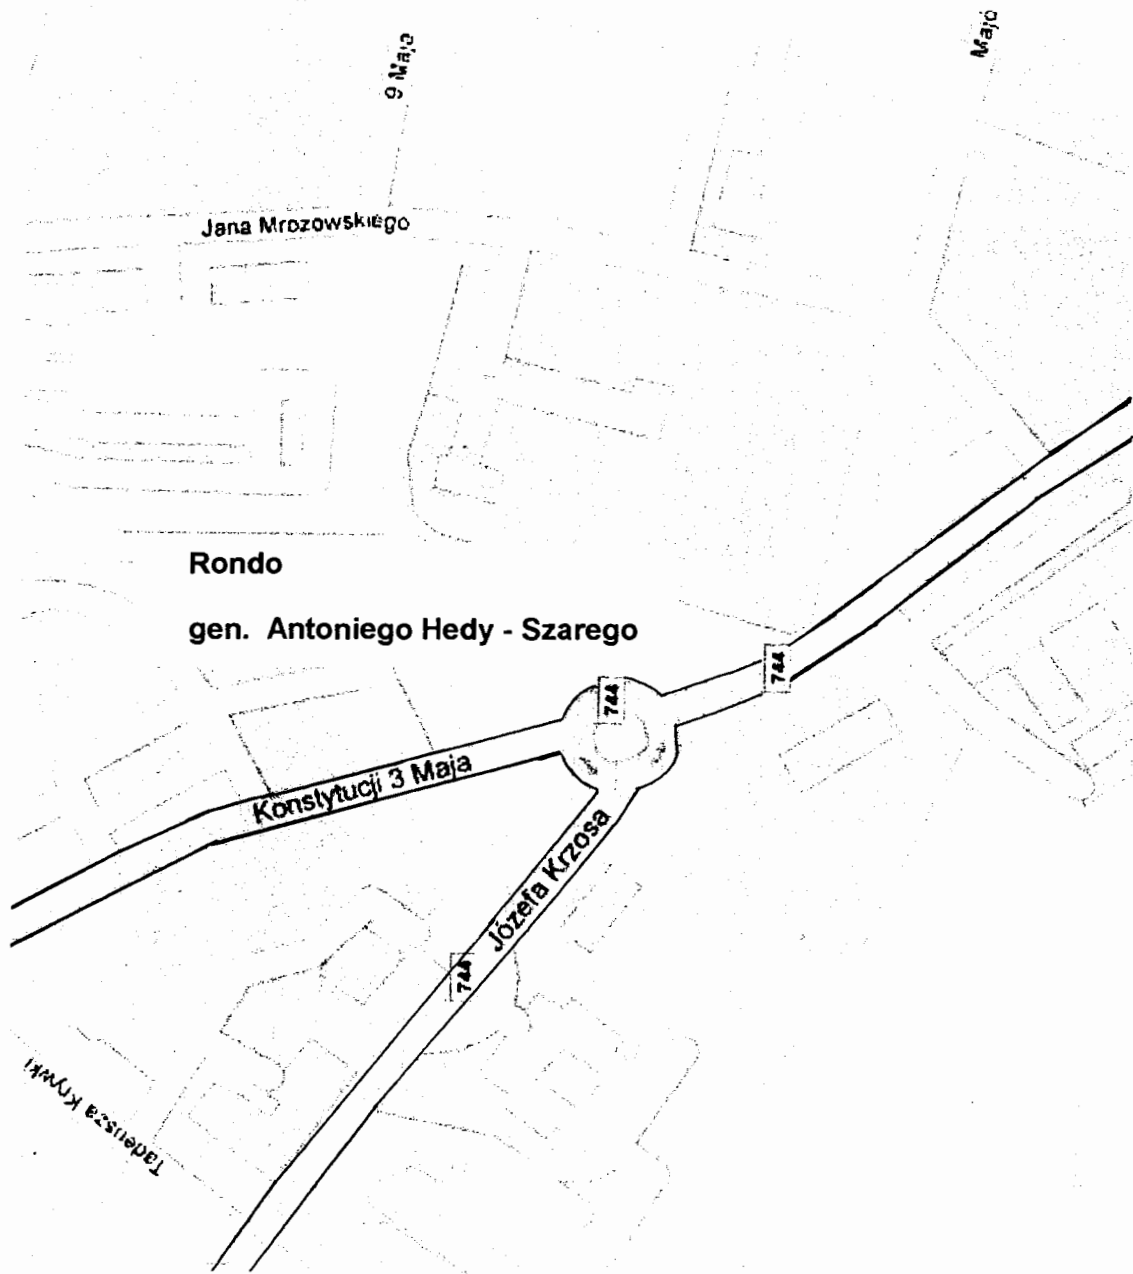 9 Maja
Majó
Jana Mrozowskiego
Rondo
gen. Antoniego Hedy - Szarego
744
744
Konstytucji 3 Maja
Józefa Krzosa
744
Tadeusza Krywki